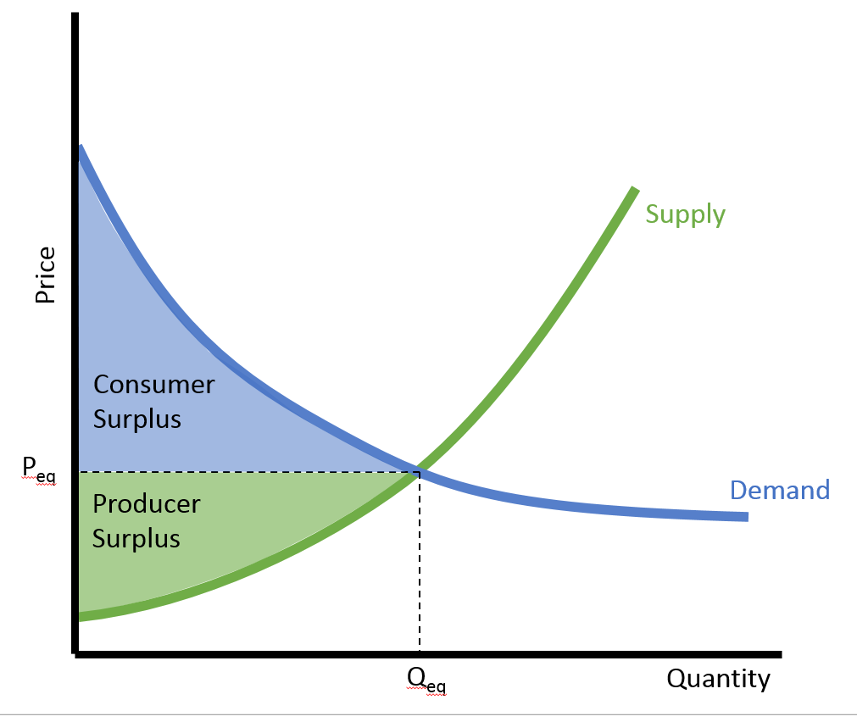 Supply
Price
Consumer
Surplus
Peq
Producer
Surplus
Demand
Qeq
Quantity